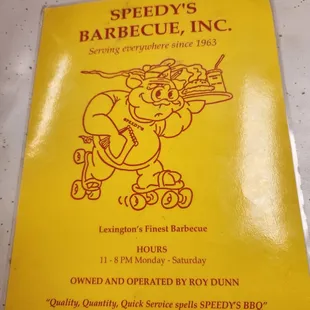 SPEEDY'S
BARBECUE, INC.
Serving everywhere since 1963
SPEEDY'S
Lexington's Finest Barbecue
HOURS
11 - 8 PM Monday - Saturday
OWNED AND OPERATED BY ROY DUNN
"Quality, Quantity, Quick Service spells SPEEDY'S BBQ"